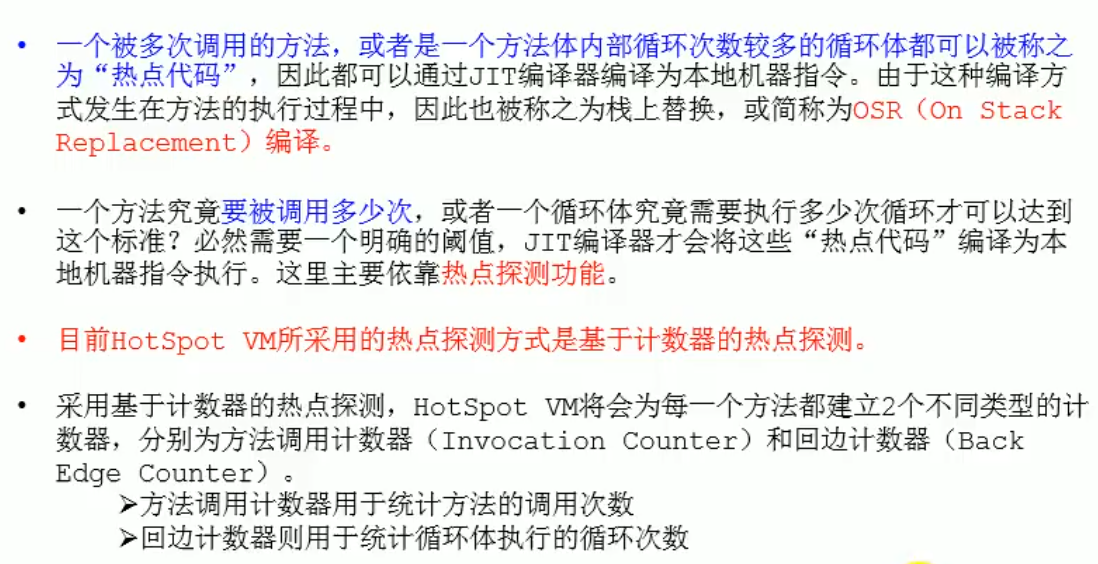 • 一个被多次调用的方法，或者是一个方法体内部循环次数较多的循环体都可以被称之
为“热点代码”，因此都可以通过JIT编译器编译为本地机器指令。由于这种编译方
式发生在方法的执行过程中，因此也被称之为栈上替换，或简称为OSR（On Stack
Replacement）编译。
• 一个方法究竟要被调用多少次，或者一个循环体究竟需要执行多少次循环才可以达到
这个标准？必然需要一个明确的阈值，JIT编译器才会将这些“热点代码”编译为本
地机器指令执行。这里主要依靠热点探测功能。
• 目前HotSpot VM所采用的热点探测方式是基于计数器的热点探测。
• 采用基于计数器的热点探测，HotSpot VM将会为每一个方法都建立2个不同类型的计
数器，分别为方法调用计数器（Invocation Counter）和回边计数器（Back
Edge Counter）。
➢方法调用计数器用于统计方法的调用次数
➢回边计数器则用于统计循环体执行的循环次数